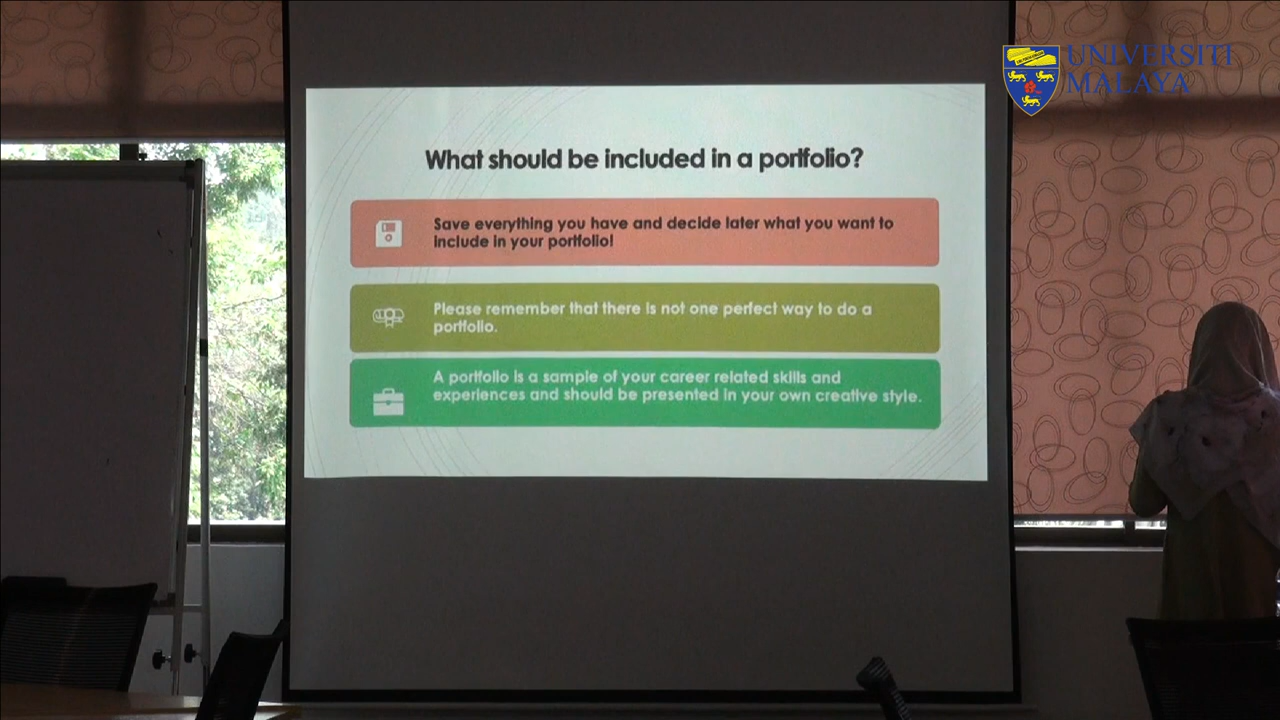 UNIVERSITI
MALAYA
What should be included in a portfolio?
Save everything you have and decide later what you want to
include in your portfolio!
Please remember that there is not one perfect way to do a
portfolio.
A portfolio is a sample of your career related skills and
experiences and should be presented in your own creative style.